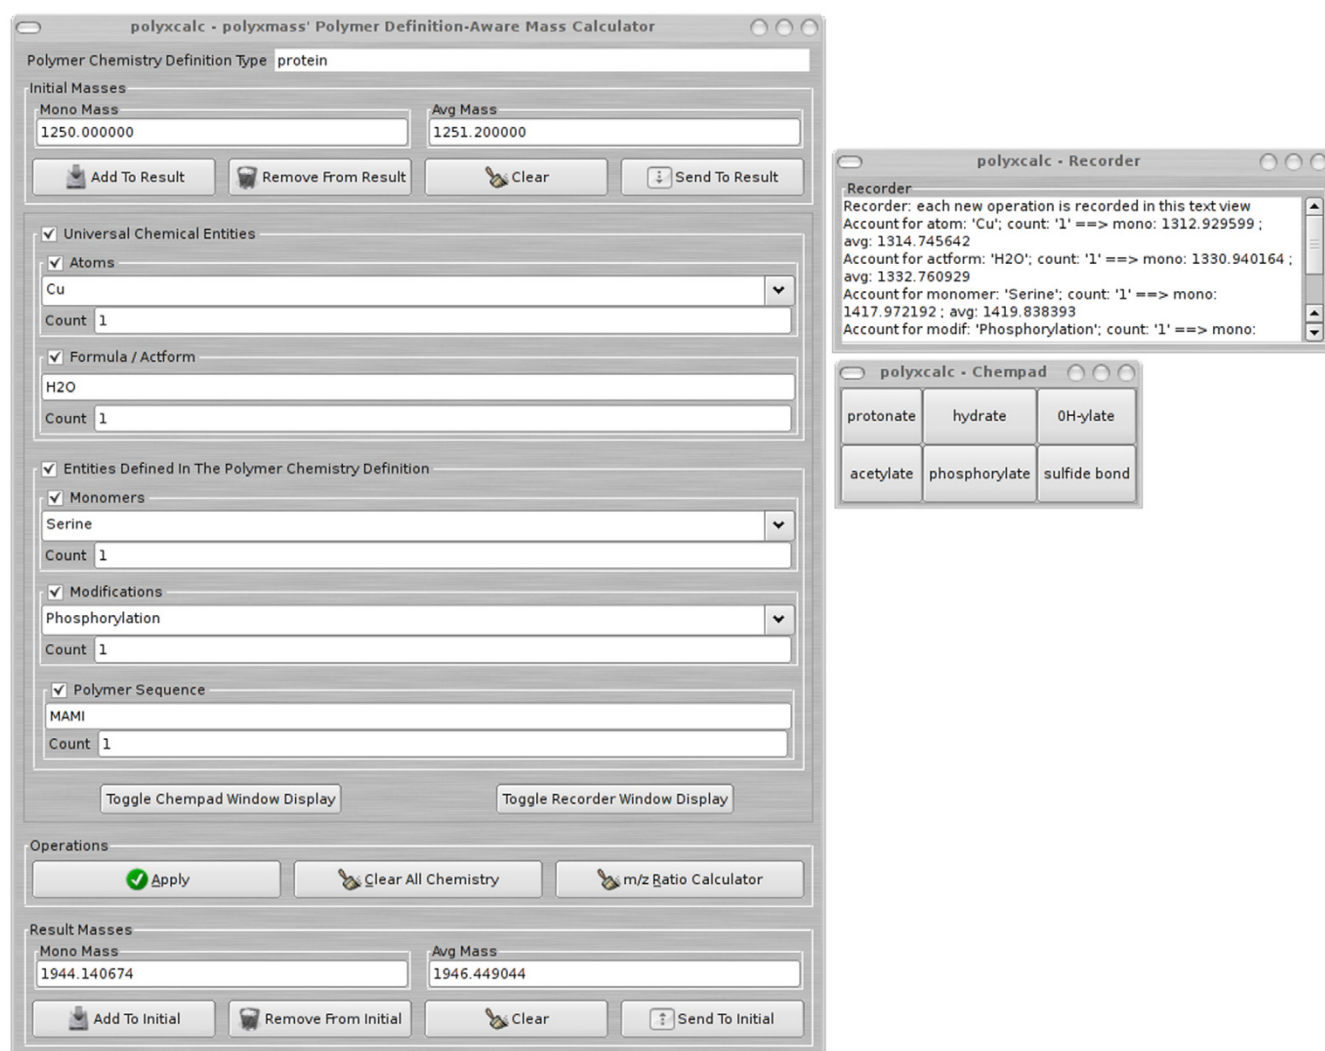 polyxcalc - polyxmass' Polymer Definition-Aware Mass Calculator
Polymer Chemistry Definition Type protein
Initial Masses
Mono Mass Avg Mass
1250.000000 1251.200000
Add To Result Remove From Result Clear Send To Result
Universal Chemical Entities
Atoms
Cu
Count 1
Formula / Actform
H2O
Count 1
Entities Defined In The Polymer Chemistry Definition
Monomers
Serine
Count 1
Modifications
Phosphorylation
Count 1
Polymer Sequence
MAMI
Count 1
Toggle Chempad Window Display Toggle Recorder Window Display
Operations
Apply Clear All Chemistry m/z Ratio Calculator
Result Masses
Mono Mass Avg Mass
1944.140674 1946.449044
Add To Initial Remove From Initial Clear Send To Initial
polyxcalc - Recorder
Recorder
Recorder: each new operation is recorded in this text view
Account for atom: 'Cu'; count: '1' ==> mono: 1312.929599 ;
avg: 1314.745642
Account for actform: 'H2O'; count: '1' ==> mono: 1330.940164 ;
avg: 1332.760929
Account for monomer: 'Serine'; count: '1' ==> mono:
1417.972192 ; avg: 1419.838393
Account for modif: 'Phosphorylation'; count: '1' ==> mono:
polyxcalc - Chempad
protonate hydrate 0H-ylate
acetylate phosphorylate sulfide bond